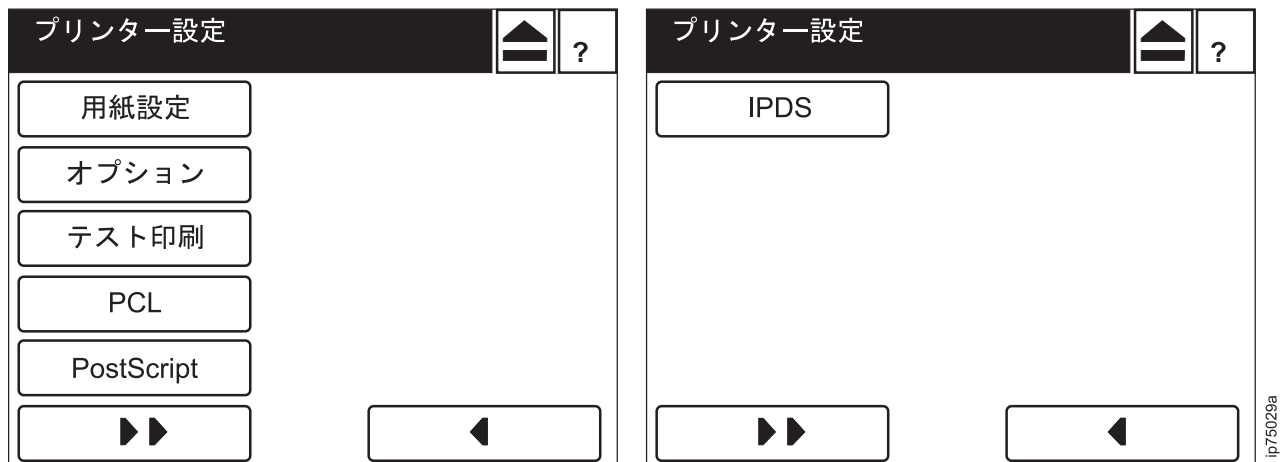 プリンター設定
?
用紙設定
オプション
テスト印刷
PCL
PostScript
プリンター設定
?
IPDS
ip75029a